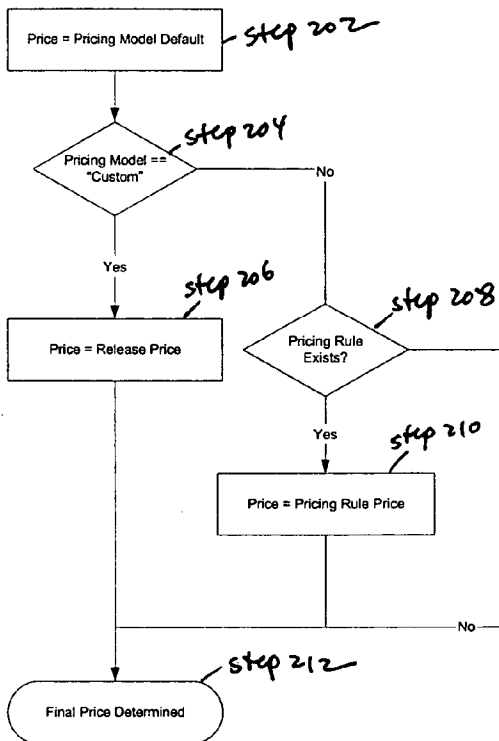 Price = Pricing Model Default
step 202
step 204
Pricing Model ==
"Custom"
No
Yes
step 206
step 208
Price = Release Price
Pricing Rule
Exists?
Yes
step 210
Price = Pricing Rule Price
No
step 212
Final Price Determined